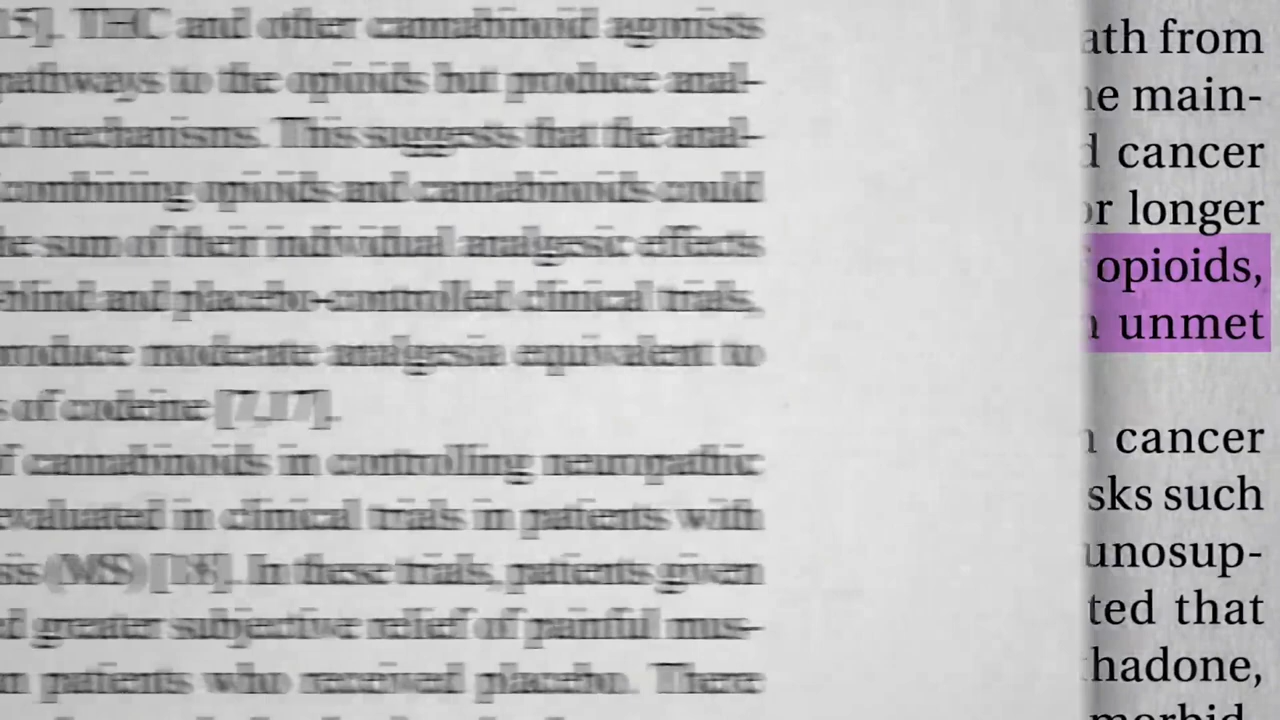 15]. THC and other cannabinoid agonists
pathways to the opioids but produce anal-
mechanisms. This suggests that the anal-
combining opioids and cannabinoids could
sum of their individual analgesic effects
-blind and placebo-controlled clinical trials,
produce moderate analgesia equivalent to
of codeine [7,17].
cannabinoids in controlling neuropathic
evaluated in clinical trials in patients with
(MS) [18]. In these trials, patients given
greater subjective relief of painful mus-
patients who received placebo. There
ath from
e main-
cancer
or longer
opioids,
unmet
cancer
sks such
unosup-
ted that
hadone,
morbid